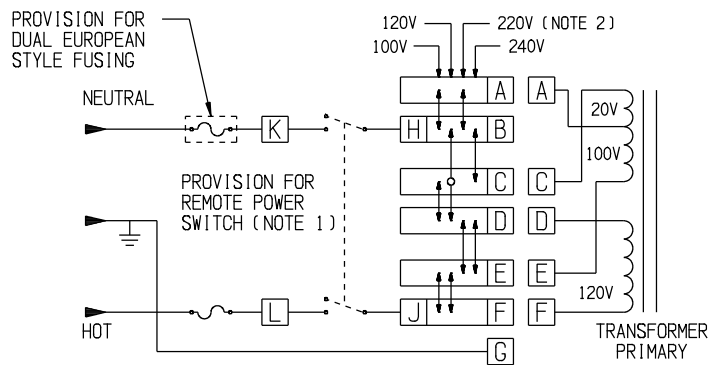 PROVISION FOR
DUAL EUROPEAN
STYLE FUSING
120V
220V (NOTE 2)
100V
240V
NEUTRAL
A
A
20V
K
H
B
100V
PROVISION FOR
REMOTE POWER
SWITCH (NOTE 1)
C
C
D
D
E
E
120V
L
J
F
F
HOT
TRANSFORMER
PRIMARY
G